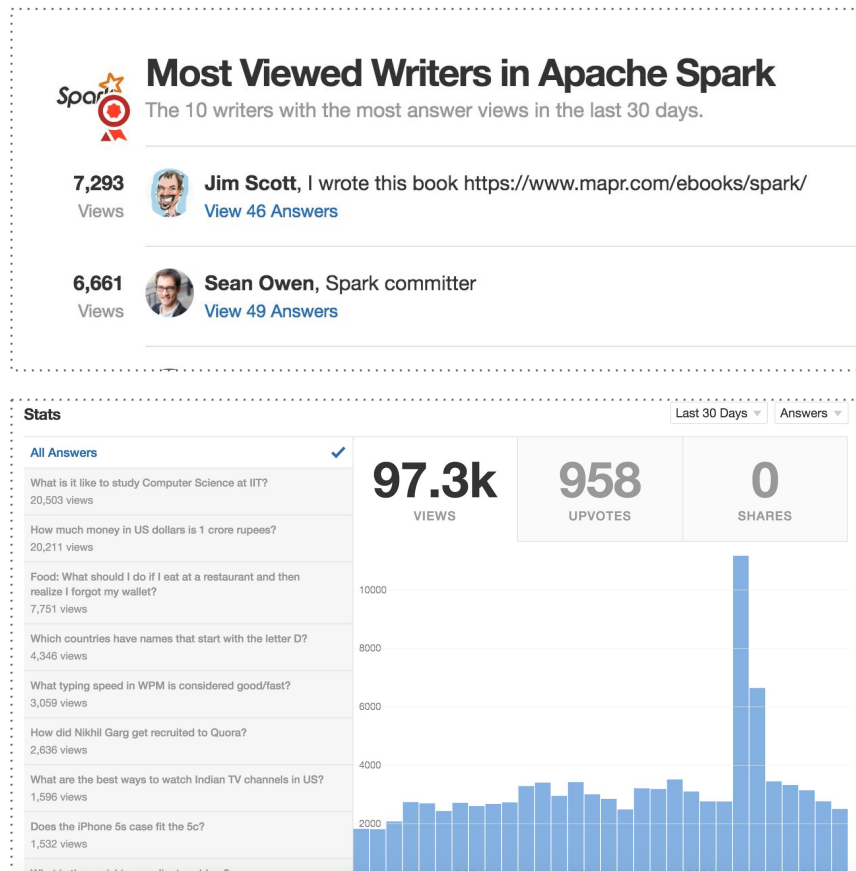 Spark
Most Viewed Writers in Apache Spark
The 10 writers with the most answer views in the last 30 days.
7,293
Views
Jim Scott, I wrote this book https://www.mapr.com/ebooks/spark/
View 46 Answers
6,661
Views
Sean Owen, Spark committer
View 49 Answers
Stats
Last 30 Days
Answers
All Answers
What is it like to study Computer Science at IIT?
20,503 views
How much money in US dollars is 1 crore rupees?
20,211 views
Food: What should I do if I eat at a restaurant and then
realize I forgot my wallet?
7,751 views
Which countries have names that start with the letter D?
4,346 views
What typing speed in WPM is considered good/fast?
3,059 views
How did Nikhil Garg get recruited to Quora?
2,636 views
What are the best ways to watch Indian TV channels in US?
1,596 views
Does the iPhone 5s case fit the 5c?
1,532 views
97.3k
VIEWS
958
UPVOTES
0
SHARES
10000
8000
6000
4000
2000